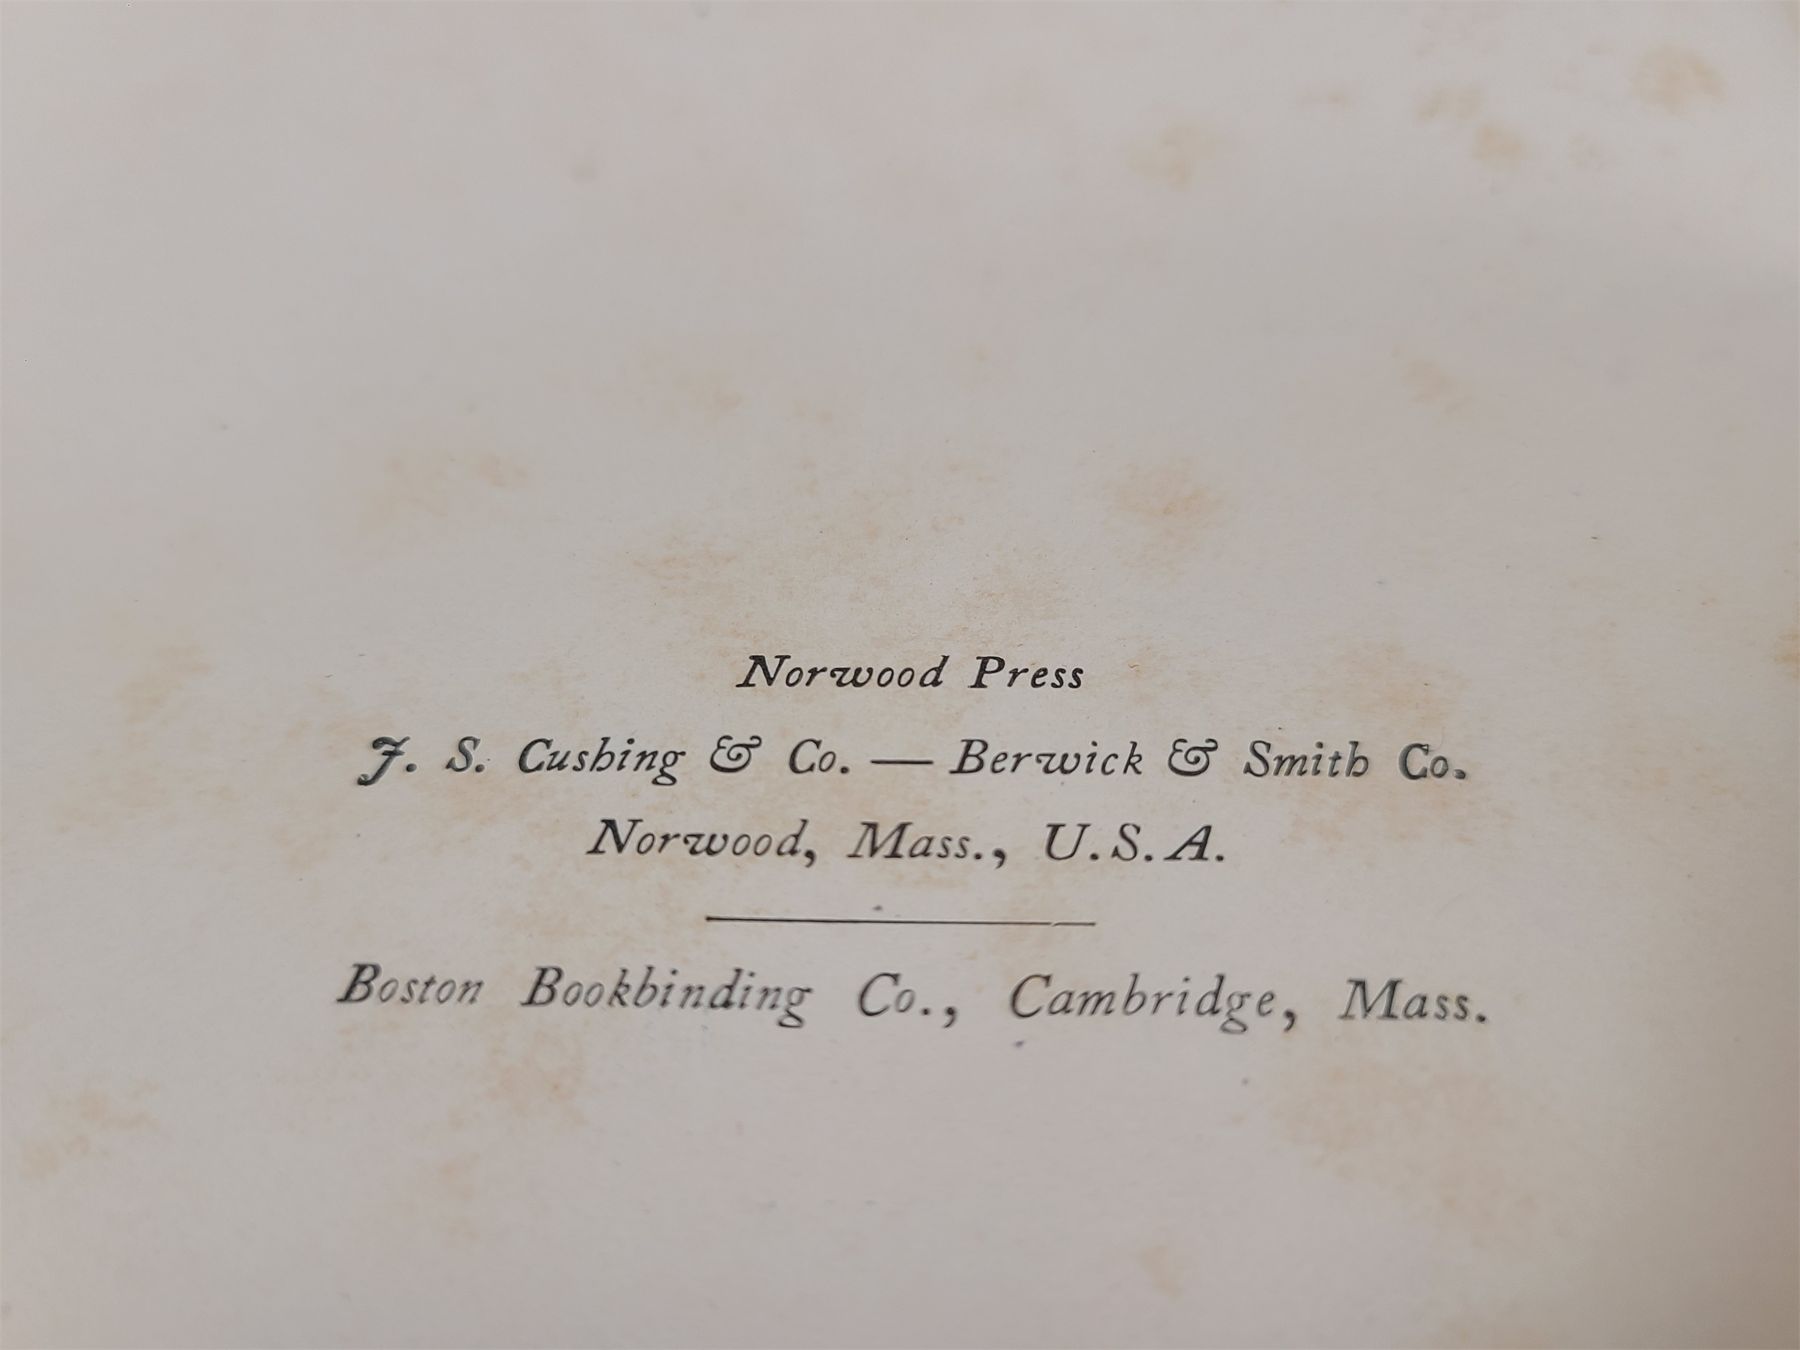 Norwood Press
J. S. Cushing & Co. — Berwick & Smith Co.
Norwood, Mass., U.S.A.
Boston Bookbinding Co., Cambridge, Mass.